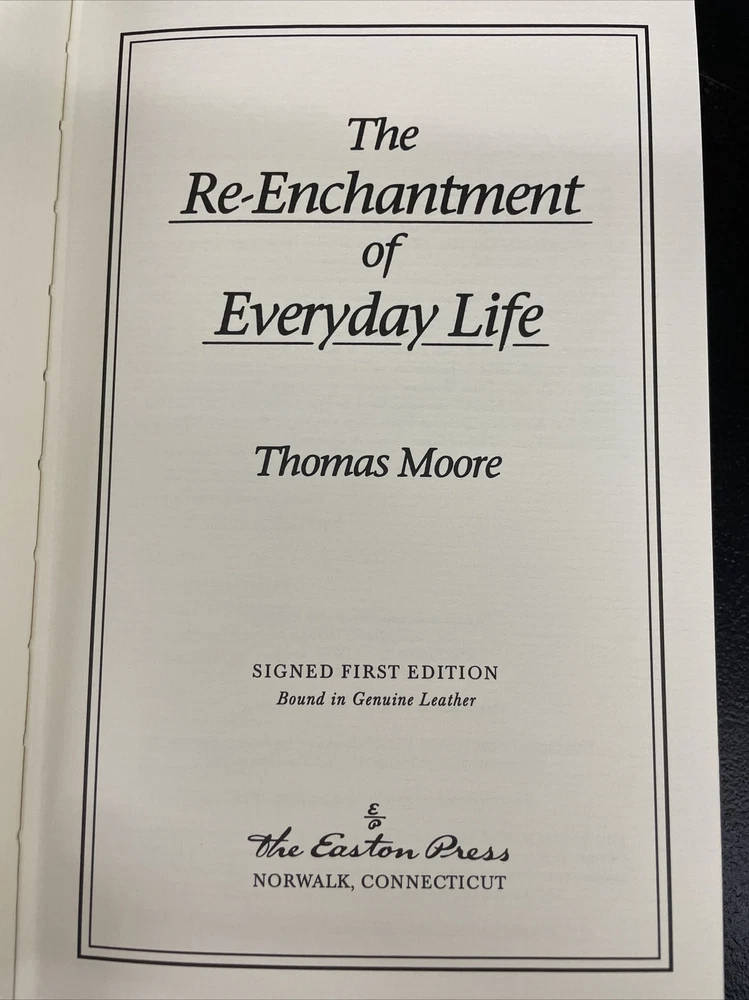 The
Re-Enchantment
of
Everyday Life
Thomas Moore
SIGNED FIRST EDITION
Bound in Genuine Leather
E
P
The Easton Press
NORWALK, CONNECTICUT